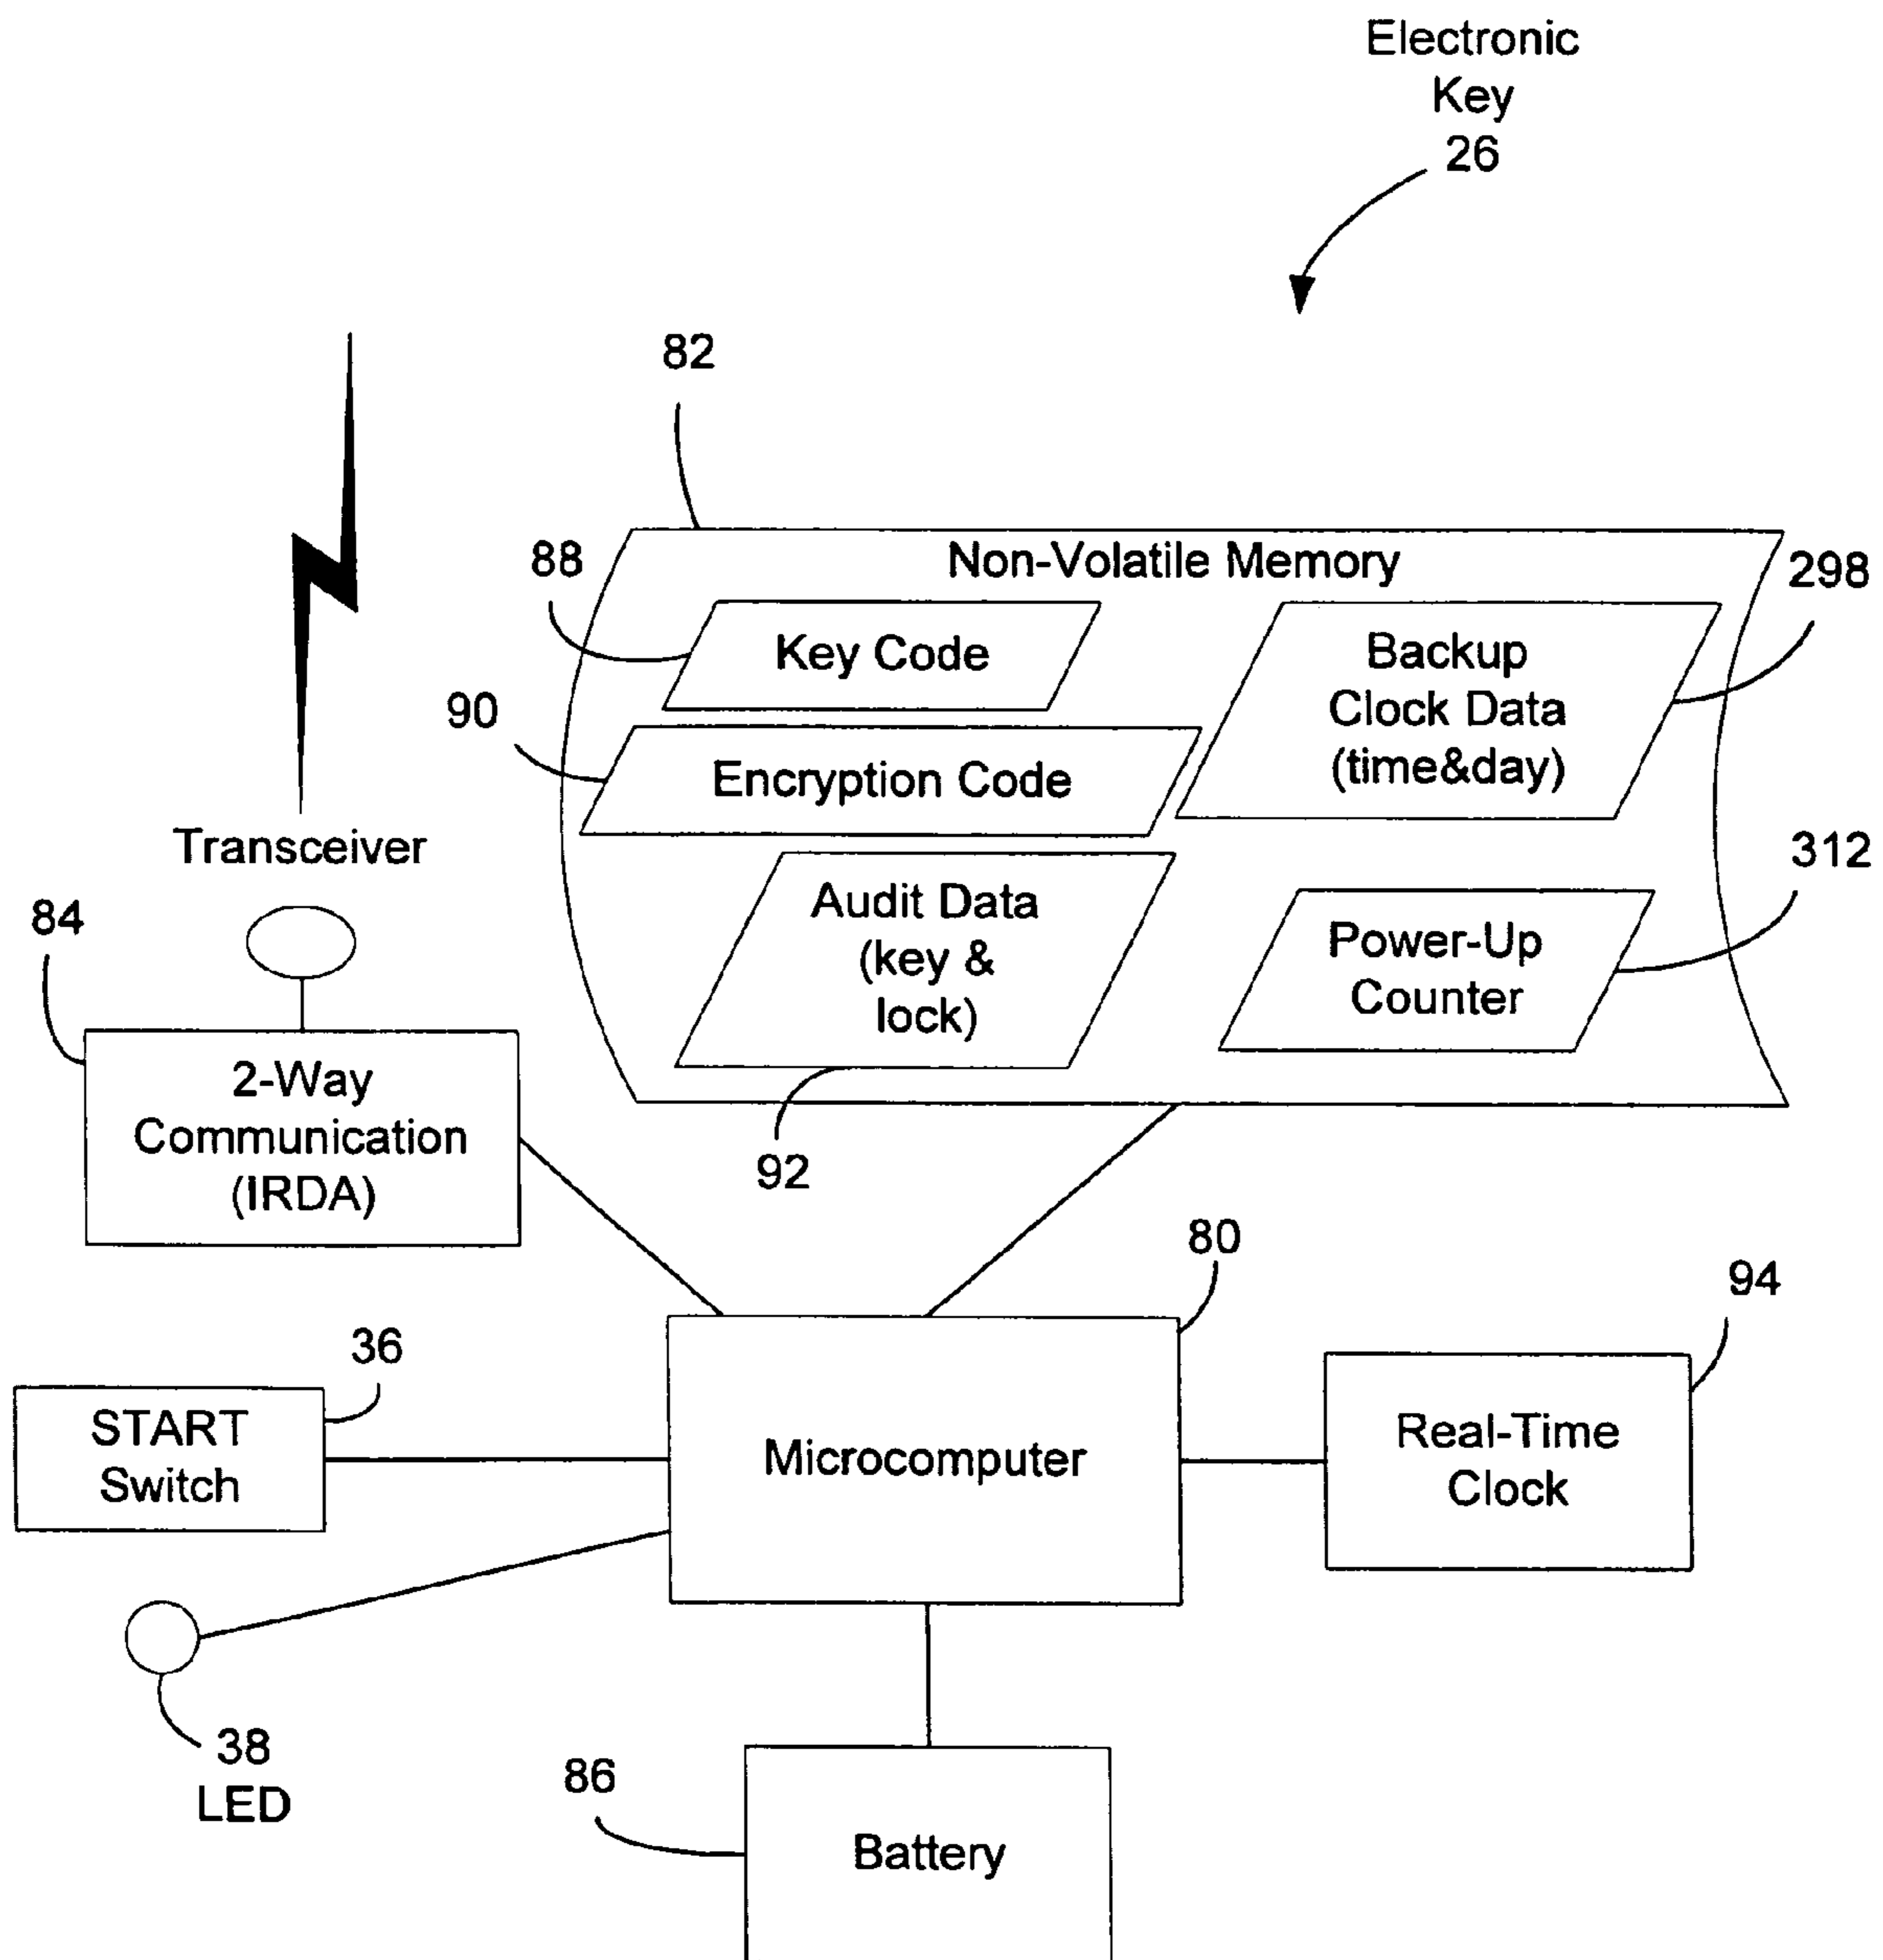 Electronic
Key
26
82
88
Non-Volatile Memory
298
Key Code
Backup
Clock Data
(time&day)
90
Encryption Code
Transceiver
312
84
Audit Data
(key &
lock)
Power-Up
Counter
2-Way
Communication
(IRDA)
92
80
94
36
START
Switch
Microcomputer
Real-Time
Clock
38
LED
86
Battery